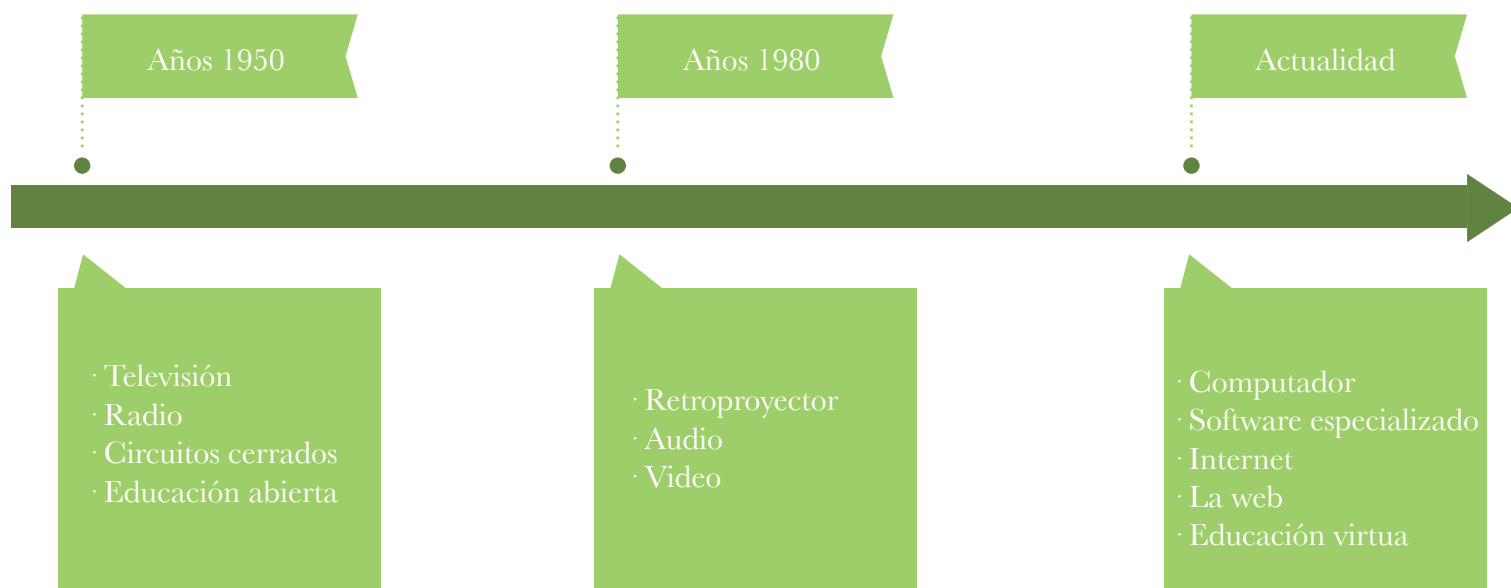 Años 1950
Años 1980
Actualidad
· Televisión
· Radio
· Circuitos cerrados
· Educación abierta
· Retroproyector
· Audio
· Video
· Computador
· Software especializado
· Internet
· La web
· Educación virtua